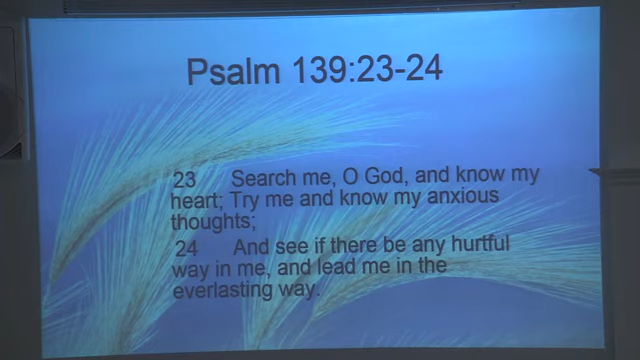 Psalm 139:23-24
23 Search me, O God, and know my
heart; Try me and know my anxious
thoughts;
24 And see if there be any hurtful
way in me, and lead me in the
everlasting way.